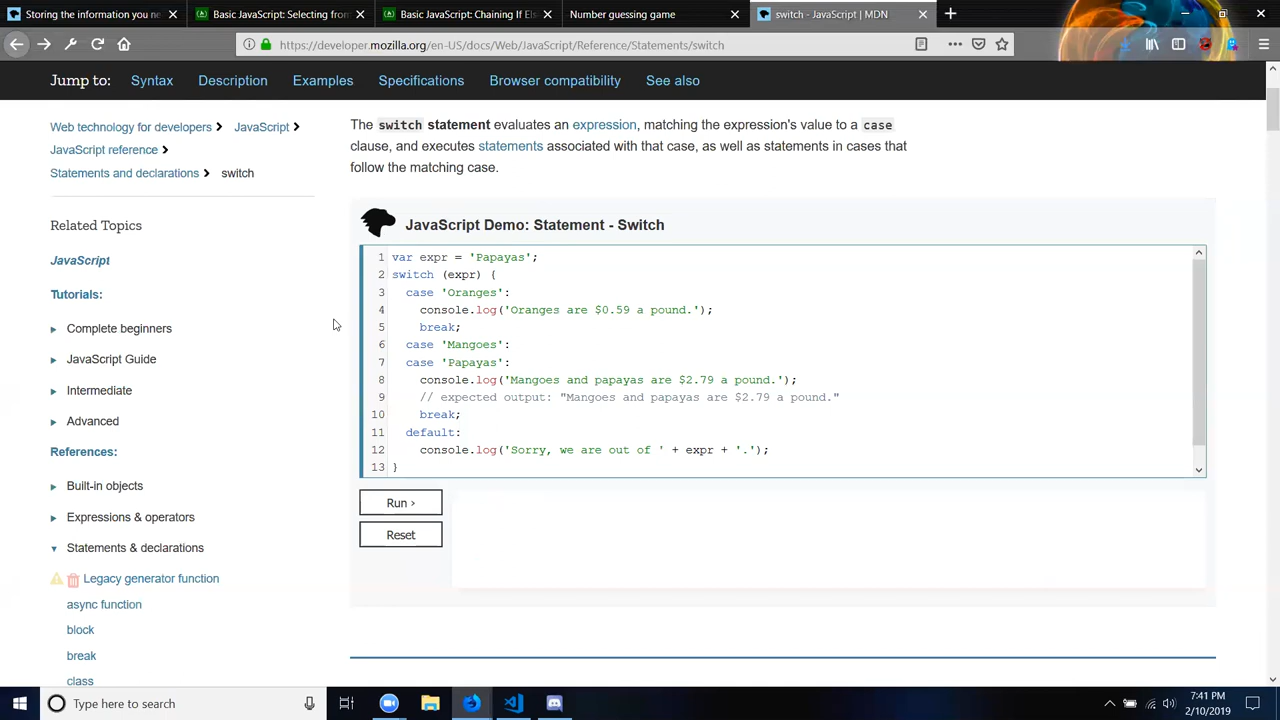 Storing the information you ne
Basic JavaScript: Selecting from
Basic JavaScript: Chaining If Els
Number guessing game
switch - JavaScript | MDN
https://developer.mozilla.org/en-US/docs/Web/JavaScript/Reference/Statements/switch
Jump to: Syntax Description Examples Specifications Browser compatibility See also
Web technology for developers JavaScript
JavaScript reference
Statements and declarations switch
Related Topics
JavaScript
Tutorials:
Complete beginners
JavaScript Guide
Intermediate
Advanced
References:
Built-in objects
Expressions & operators
Statements & declarations
Legacy generator function
async function
block
break
class
The switch statement evaluates an expression, matching the expression's value to a case
clause, and executes statements associated with that case, as well as statements in cases that
follow the matching case.
JavaScript Demo: Statement - Switch
1 var expr = 'Papayas';
2 switch (expr) {
3 case 'Oranges':
4 console.log('Oranges are $0.59 a pound.');
5 break;
6 case 'Mangoes':
7 case 'Papayas':
8 console.log('Mangoes and papayas are $2.79 a pound.');
9 // expected output: "Mangoes and papayas are $2.79 a pound."
10 break;
11 default:
12 console.log('Sorry, we are out of ' + expr + '.');
13 }
Run ›
Reset
Type here to search
7:41 PM
2/10/2019